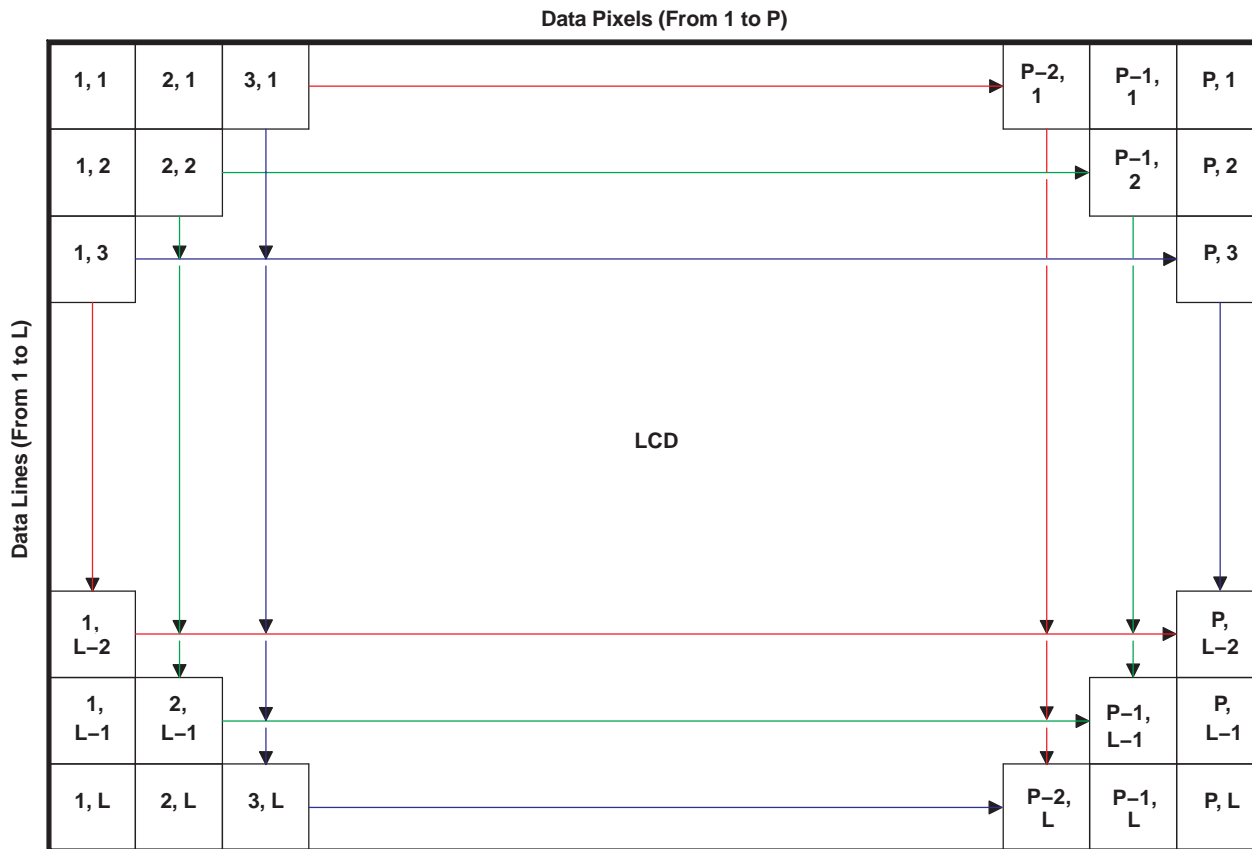 Data Pixels (From 1 to P)
1, 1
2, 1
3, 1
P–2,
1
P–1,
1
P, 1
1, 2
2, 2
P–1,
2
P, 2
1, 3
P, 3
Data Lines (From 1 to L)
LCD
1,
L–2
P,
L–2
1,
L–1
2,
L–1
P–1,
L–1
P,
L–1
1, L
2, L
3, L
P–2,
L
P–1,
L
P, L